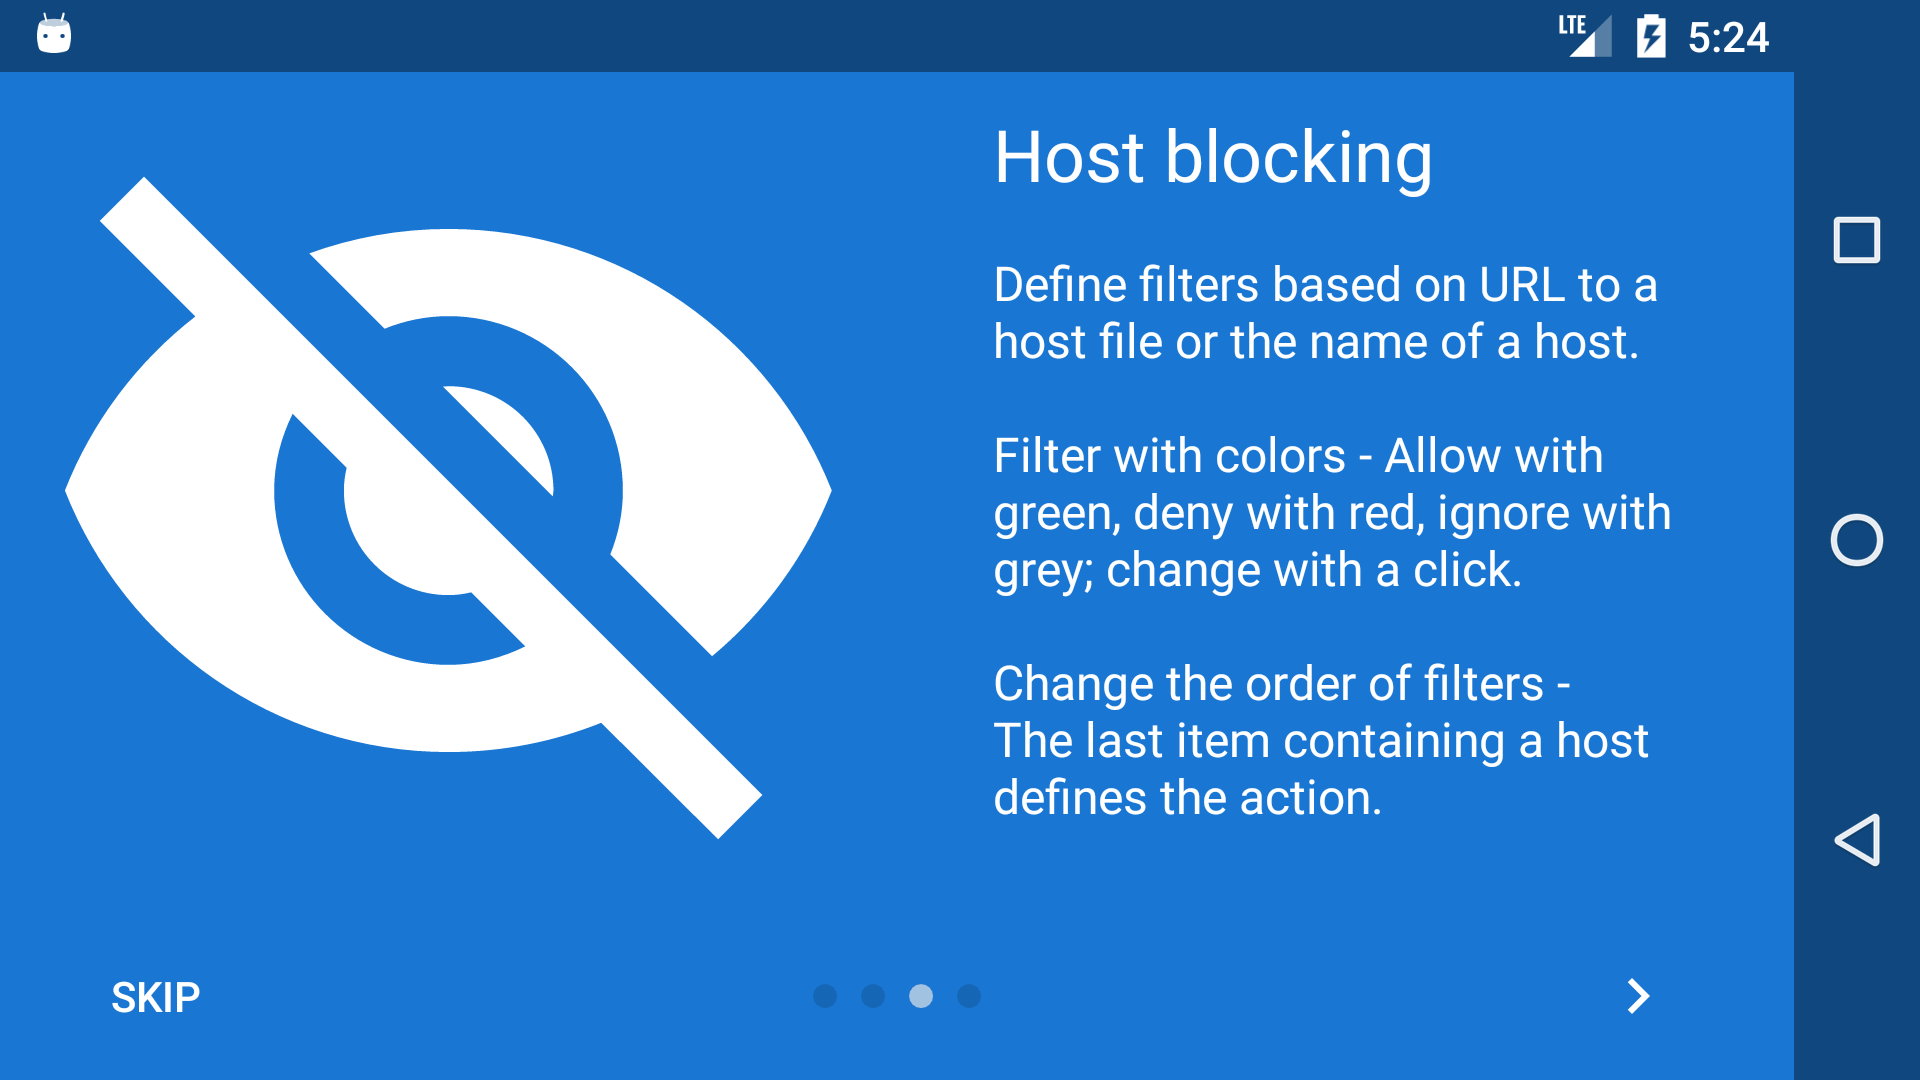 LTE 5:24
Host blocking
Define filters based on URL to a
host file or the name of a host.
Filter with colors - Allow with
green, deny with red, ignore with
grey; change with a click.
Change the order of filters -
The last item containing a host
defines the action.
SKIP